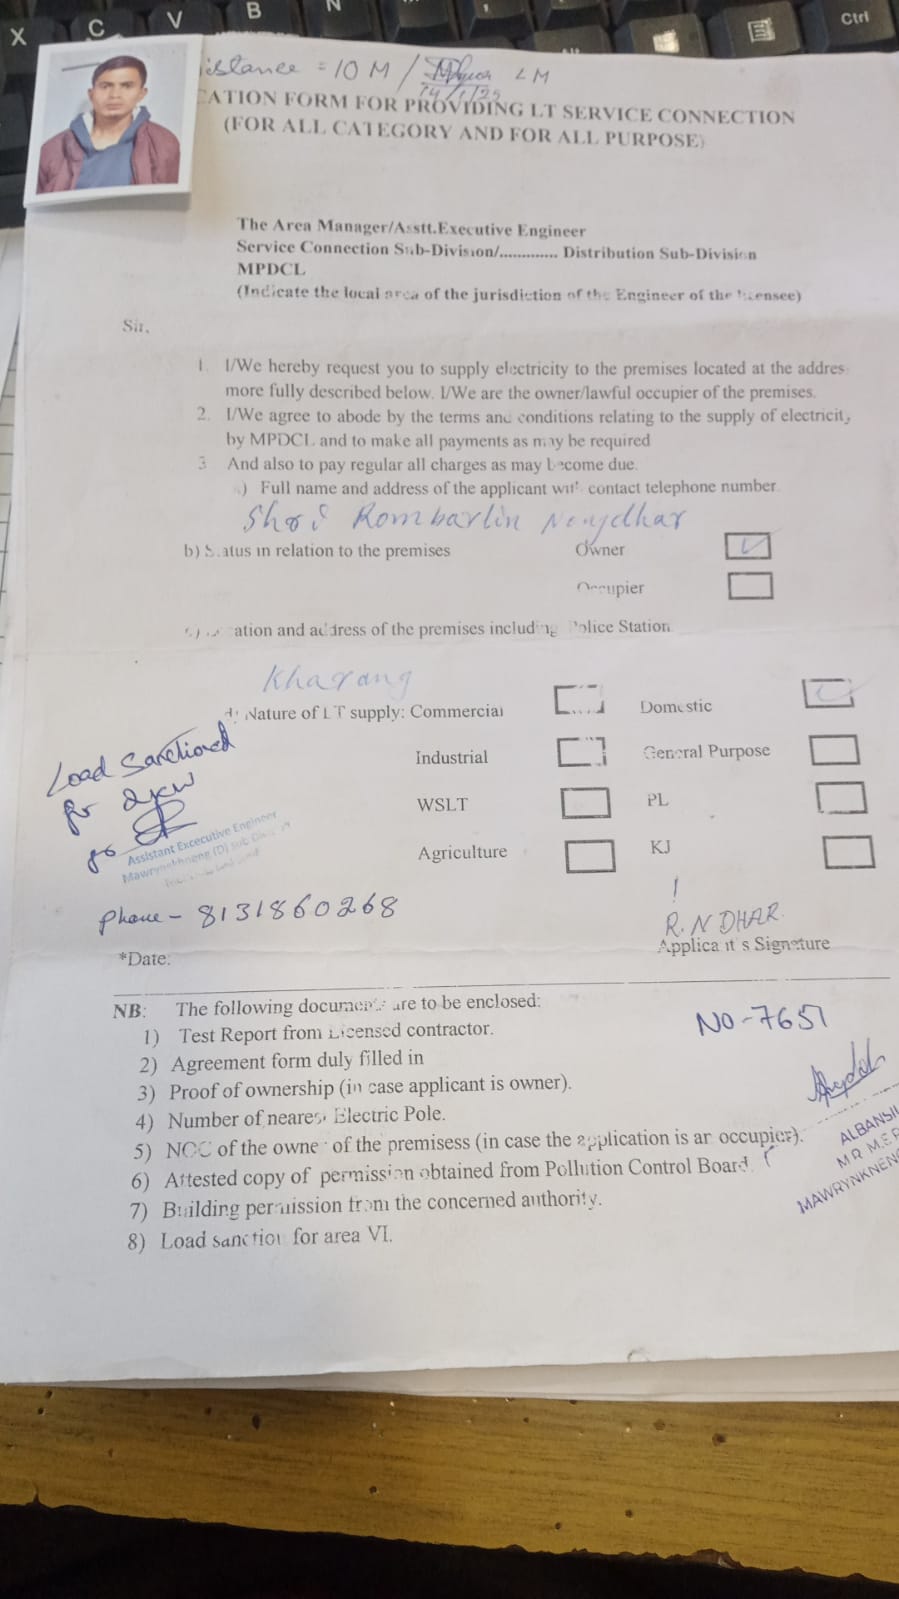 istance = 10 M / LM
CATION FORM FOR PROVIDING LT SERVICE CONNECTION
(FOR ALL CATEGORY AND FOR ALL PURPOSE)
The Area Manager/Asstt.Executive Engineer
Service Connection Sub-Division/............. Distribution Sub-Division
MPDCL
(Indicate the local area of the jurisdiction of the Engineer of the licensee)
Sir,
1. I/We hereby request you to supply electricity to the premises located at the addres
more fully described below. I/We are the owner/lawful occupier of the premises.
2. I/We agree to abode by the terms and conditions relating to the supply of electricity
by MPDCL and to make all payments as may be required
3 And also to pay regular all charges as may become due.
a) Full name and address of the applicant with contact telephone number.
Shri Rombarlin Nongdhar
b) Status in relation to the premises Owner
Occupier
c) Location and address of the premises including Police Station
Kharang
d) Nature of LT supply: Commercial Domestic
Industrial General Purpose
WSLT PL
Agriculture KJ
Load Sanctioned
for 2kw
Assistant Excecutive Engineer
Mawryngkhneng (D) Sub Division
Phone - 8131860268
R. N DHAR.
*Date: Applicant's Signature
NB: The following documents are to be enclosed:
1) Test Report from Licensed contractor.
2) Agreement form duly filled in
3) Proof of ownership (in case applicant is owner).
4) Number of nearest Electric Pole.
5) NOC of the owner of the premisess (in case the application is an occupier).
6) Attested copy of permission obtained from Pollution Control Board.
7) Building permission from the concerned authority.
8) Load sanction for area VI.
NO-7651
ALBANSI
M R M.E.P
MAWRYNKNENG
X C V B N Ctrl